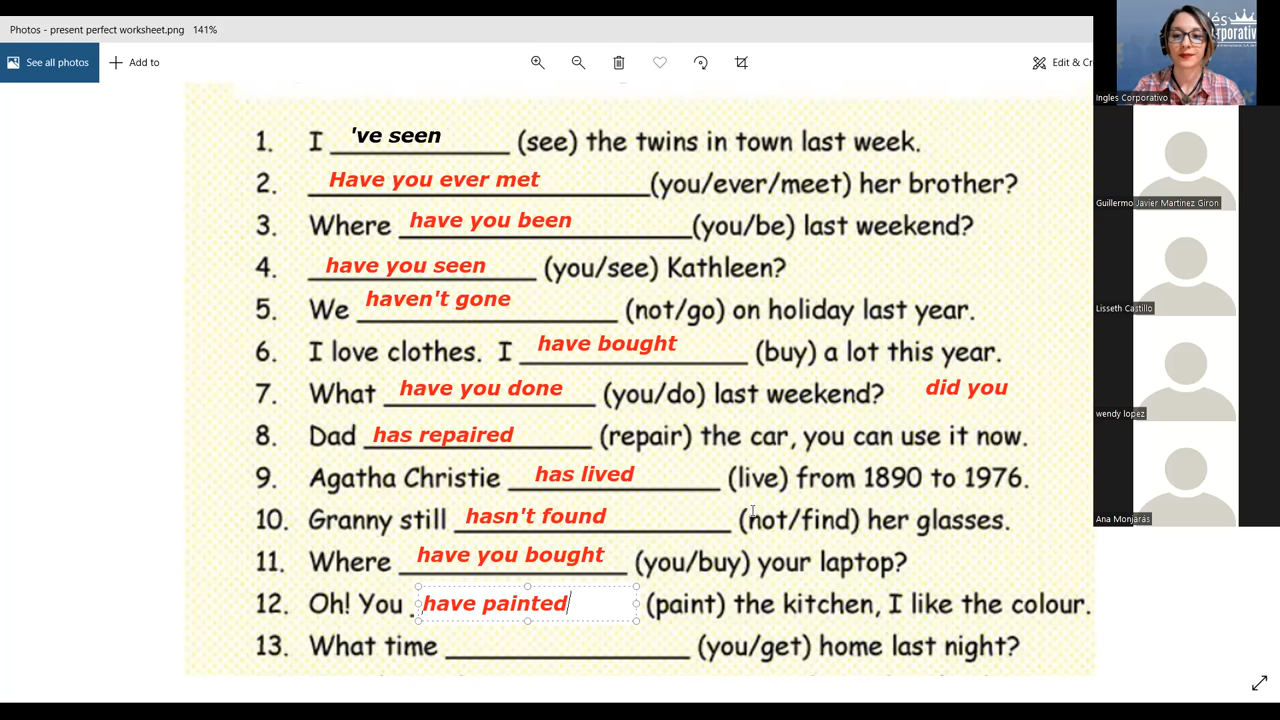 Photos - present perfect worksheet.png 141%
See all photos Add to Edit & Cr
1. I 've seen (see) the twins in town last week.
2. Have you ever met (you/ever/meet) her brother?
3. Where have you been (you/be) last weekend?
4. have you seen (you/see) Kathleen?
5. We haven't gone (not/go) on holiday last year.
6. I love clothes. I have bought (buy) a lot this year.
7. What have you done (you/do) last weekend? did you
8. Dad has repaired (repair) the car, you can use it now.
9. Agatha Christie has lived (live) from 1890 to 1976.
10. Granny still hasn't found (not/find) her glasses.
11. Where have you bought (you/buy) your laptop?
12. Oh! You have painted (paint) the kitchen, I like the colour.
13. What time (you/get) home last night?
Ingles Corporativo
Guillermo Javier Martinez Giron
Lisseth Castillo
wendy lopez
Ana Monjaras